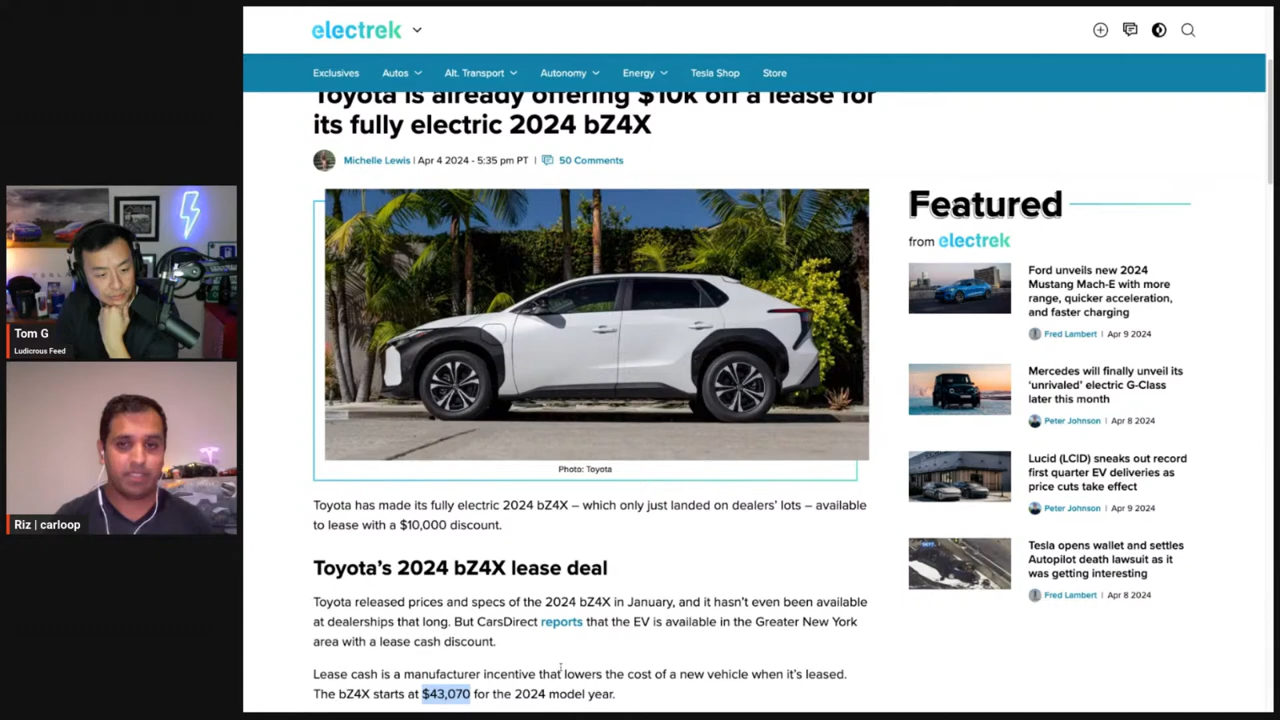 electrek
Exclusives Autos Alt. Transport Autonomy Energy Tesla Shop Store
Toyota is already offering $10k off a lease for
its fully electric 2024 bZ4X
Michelle Lewis | Apr 4 2024 - 5:35 pm PT | 50 Comments
Photo: Toyota
Toyota has made its fully electric 2024 bZ4X – which only just landed on dealers' lots – available
to lease with a $10,000 discount.
Toyota's 2024 bZ4X lease deal
Toyota released prices and specs of the 2024 bZ4X in January, and it hasn't even been available
at dealerships that long. But CarsDirect reports that the EV is available in the Greater New York
area with a lease cash discount.
Lease cash is a manufacturer incentive that lowers the cost of a new vehicle when it's leased.
The bZ4X starts at $43,070 for the 2024 model year.
Featured
from electrek
Ford unveils new 2024
Mustang Mach-E with more
range, quicker acceleration,
and faster charging
Fred Lambert | Apr 9 2024
Mercedes will finally unveil its
'unrivaled' electric G-Class
later this month
Peter Johnson | Apr 8 2024
Lucid (LCID) sneaks out record
first quarter EV deliveries as
price cuts take effect
Peter Johnson | Apr 9 2024
Tesla opens wallet and settles
Autopilot death lawsuit as it
was getting interesting
Fred Lambert | Apr 8 2024
Tom G
Ludicrous Feed
Riz | carloop